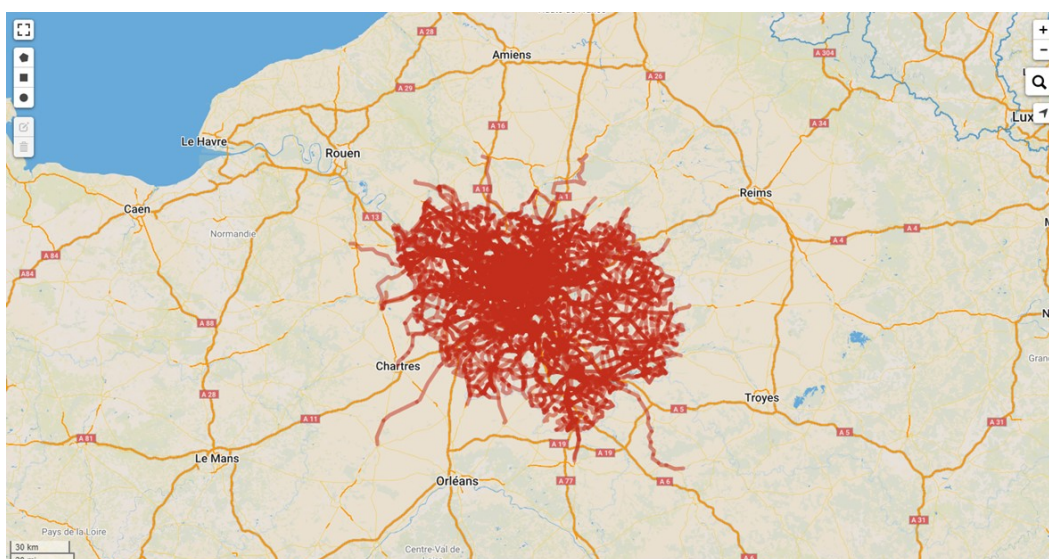 A 28
Amiens
A 304
A 26
A 29
Lux
A 16
A 34
Le Havre
Rouen
Reims
A 16
A 1
Caen
A 13
Normandie
A 4
A 4
A 84
A84
A 88
Chartres
Troyes
A 28
A 5
A 11
A 31
A 5
A 81
A 19
A 19
Le Mans
Orléans
A 77
A 6
A 31
Pays de la Loire
Centre-Val de
30 km